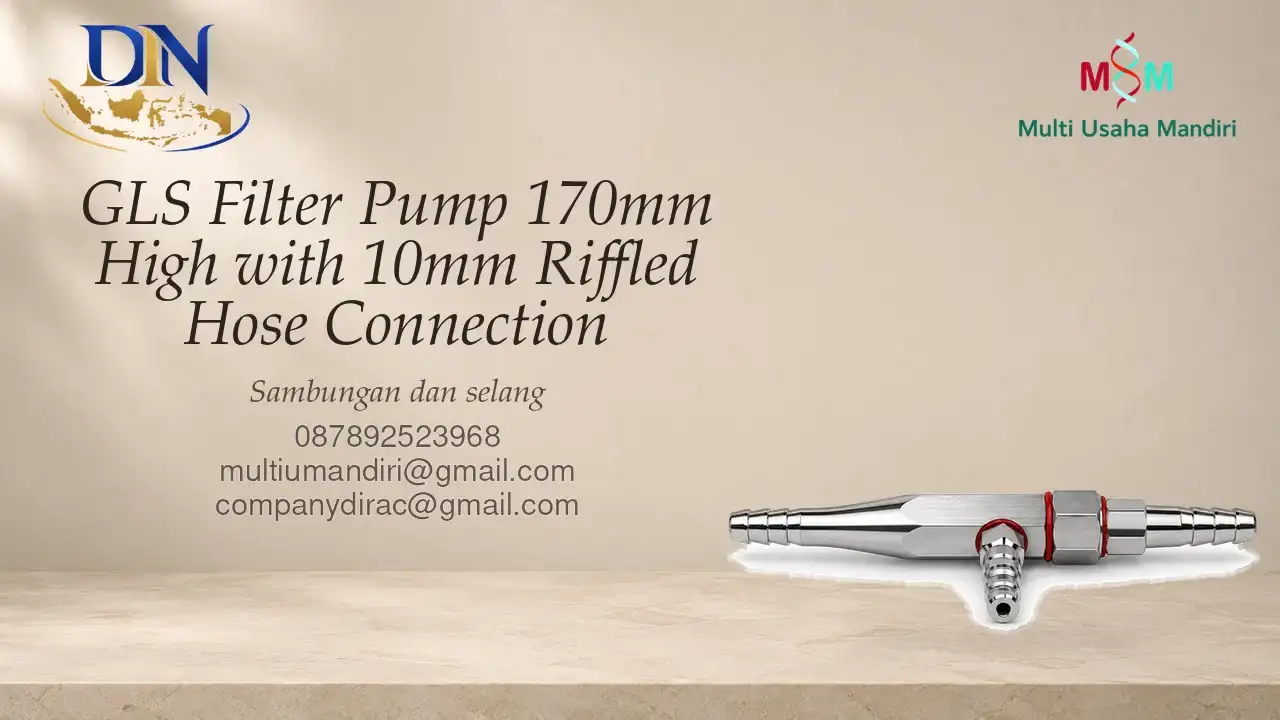 DN
M M
Multi Usaha Mandiri
GLS Filter Pump 170mm
High with 10mm Riffled
Hose Connection
Sambungan dan selang
087892523968
multiumandiri@gmail.com
companydirac@gmail.com